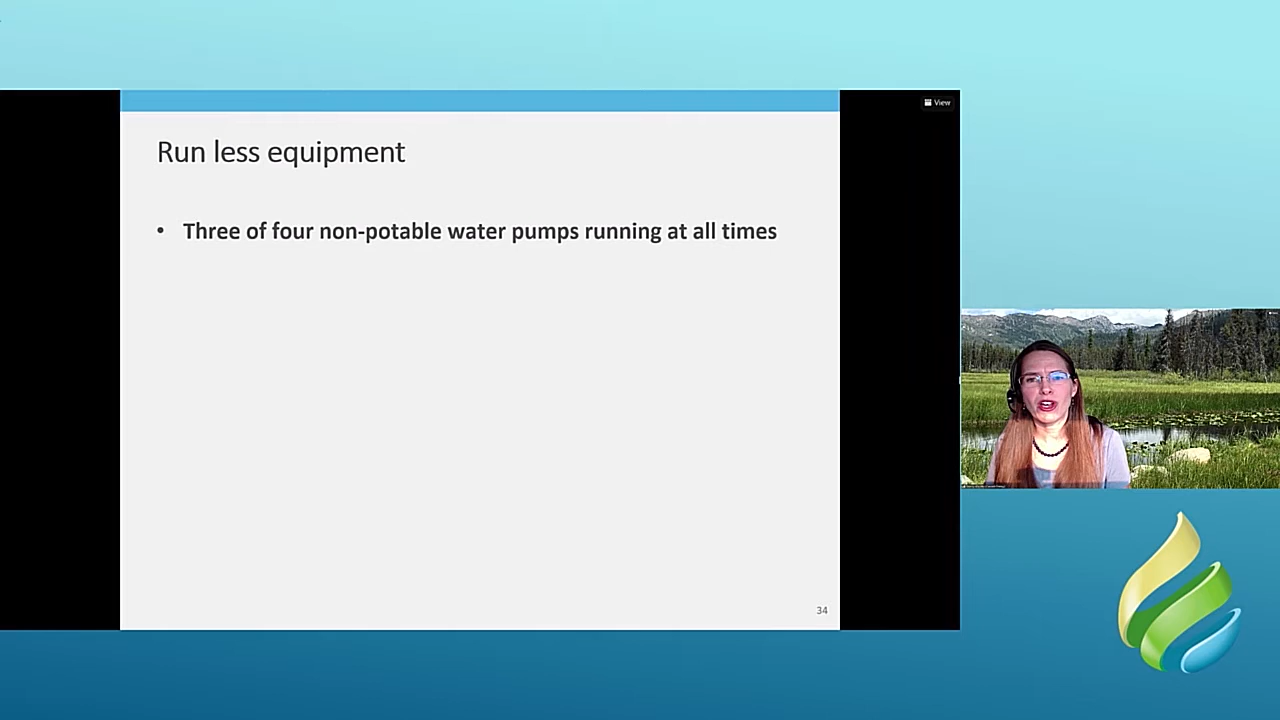 View
Run less equipment
• Three of four non-potable water pumps running at all times
34